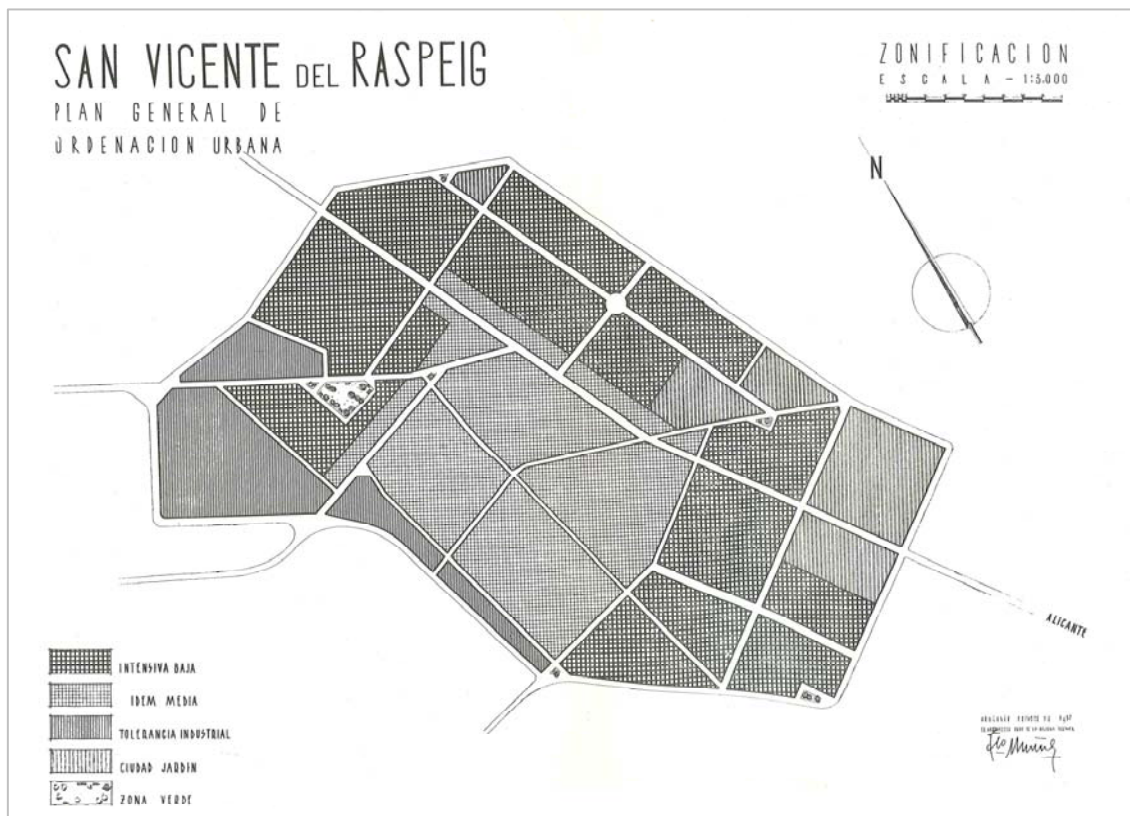 SAN VICENTE DEL RASPEIG
PLAN GENERAL DE
ORDENACION URBANA
ZONIFICACION
ESCALA - 1:5.000
N
ALICANTE
INTENSIVA BAJA
IDEM MEDIA
TOLERANCIA INDUSTRIAL
CIUDAD JARDIN
ZONA VERDE